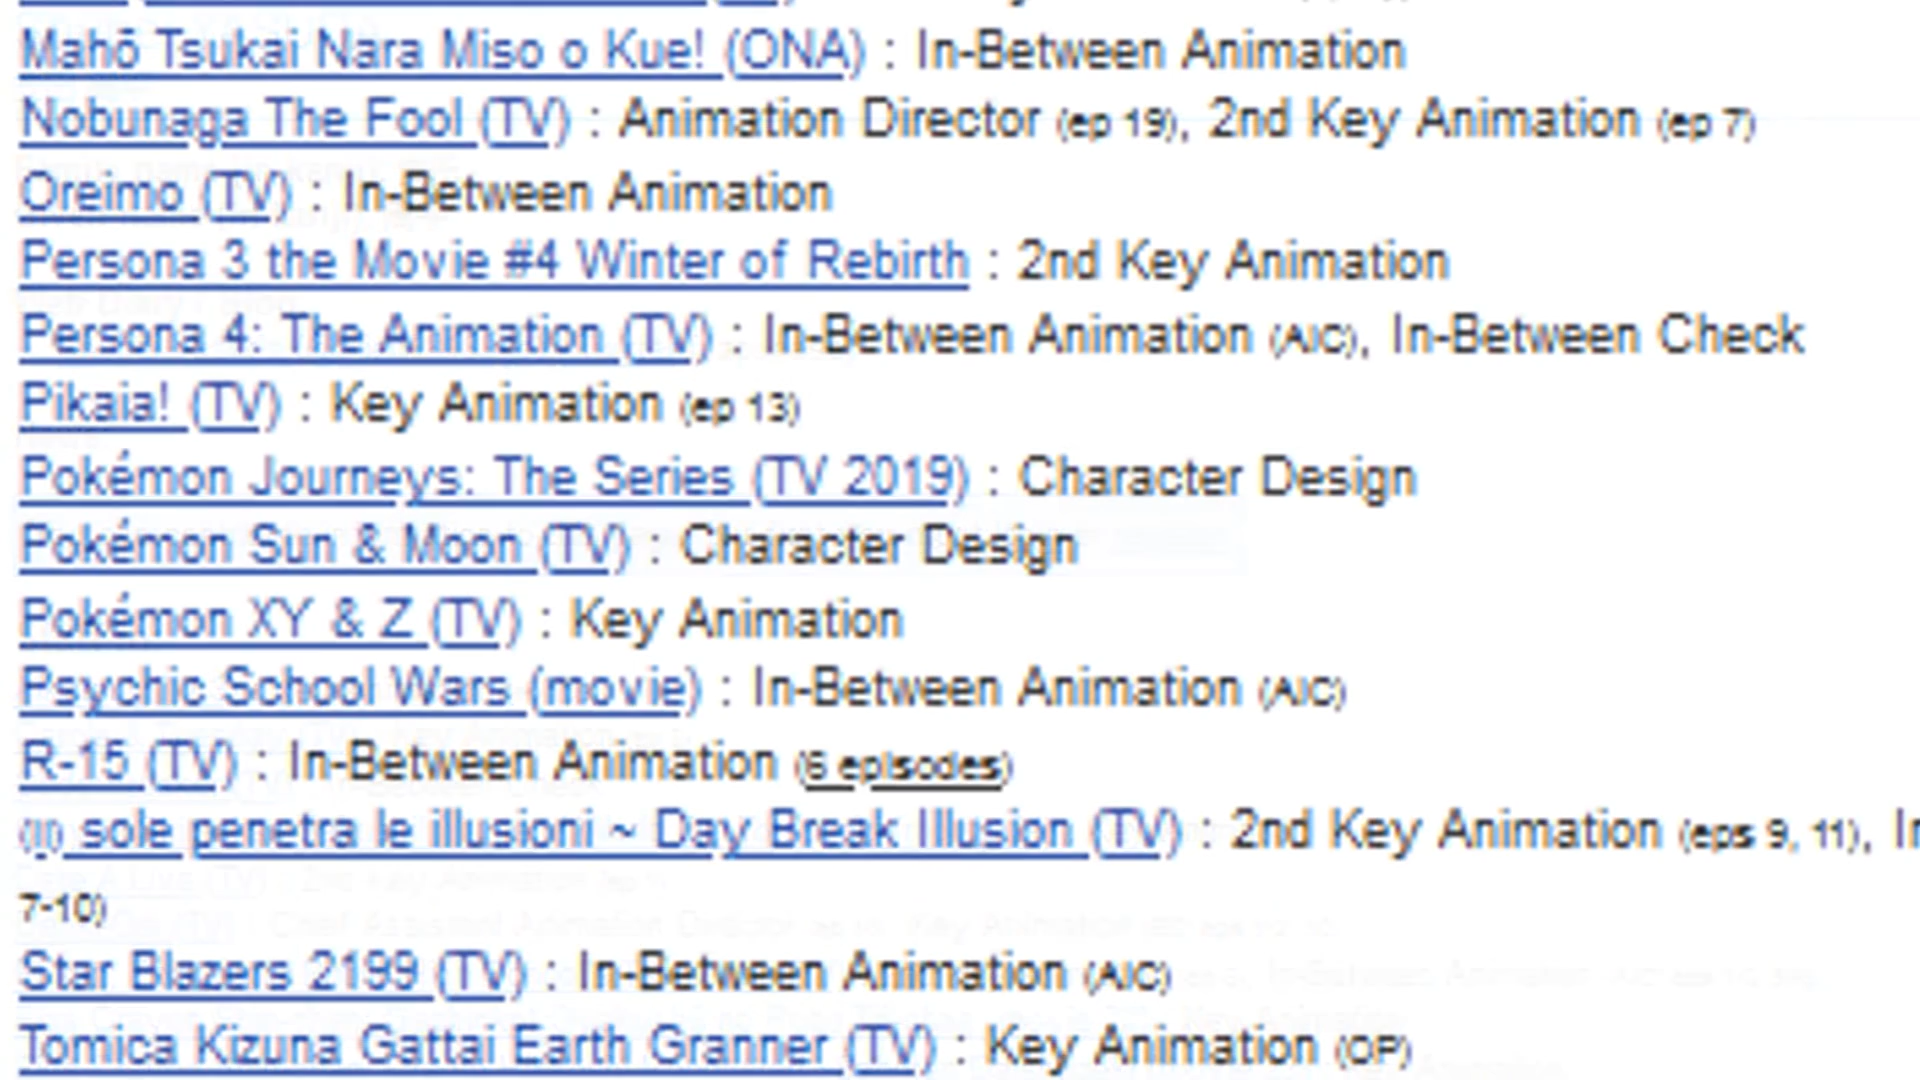 Mahō Tsukai Nara Miso o Kue! (ONA) : In-Between Animation
Nobunaga The Fool (TV) : Animation Director (ep 19), 2nd Key Animation (ep 7)
Oreimo (TV) : In-Between Animation
Persona 3 the Movie #4 Winter of Rebirth : 2nd Key Animation
Persona 4: The Animation (TV) : In-Between Animation (AIC), In-Between Check
Pikaia! (TV) : Key Animation (ep 13)
Pokémon Journeys: The Series (TV 2019) : Character Design
Pokémon Sun & Moon (TV) : Character Design
Pokémon XY & Z (TV) : Key Animation
Psychic School Wars (movie) : In-Between Animation (AIC)
R-15 (TV) : In-Between Animation (6 episodes)
(Il) sole penetra le illusioni ~ Day Break Illusion (TV) : 2nd Key Animation (eps 9, 11),
7-10)
Star Blazers 2199 (TV) : In-Between Animation (AIC)
Tomica Kizuna Gattai Earth Granner (TV) : Key Animation (OP)